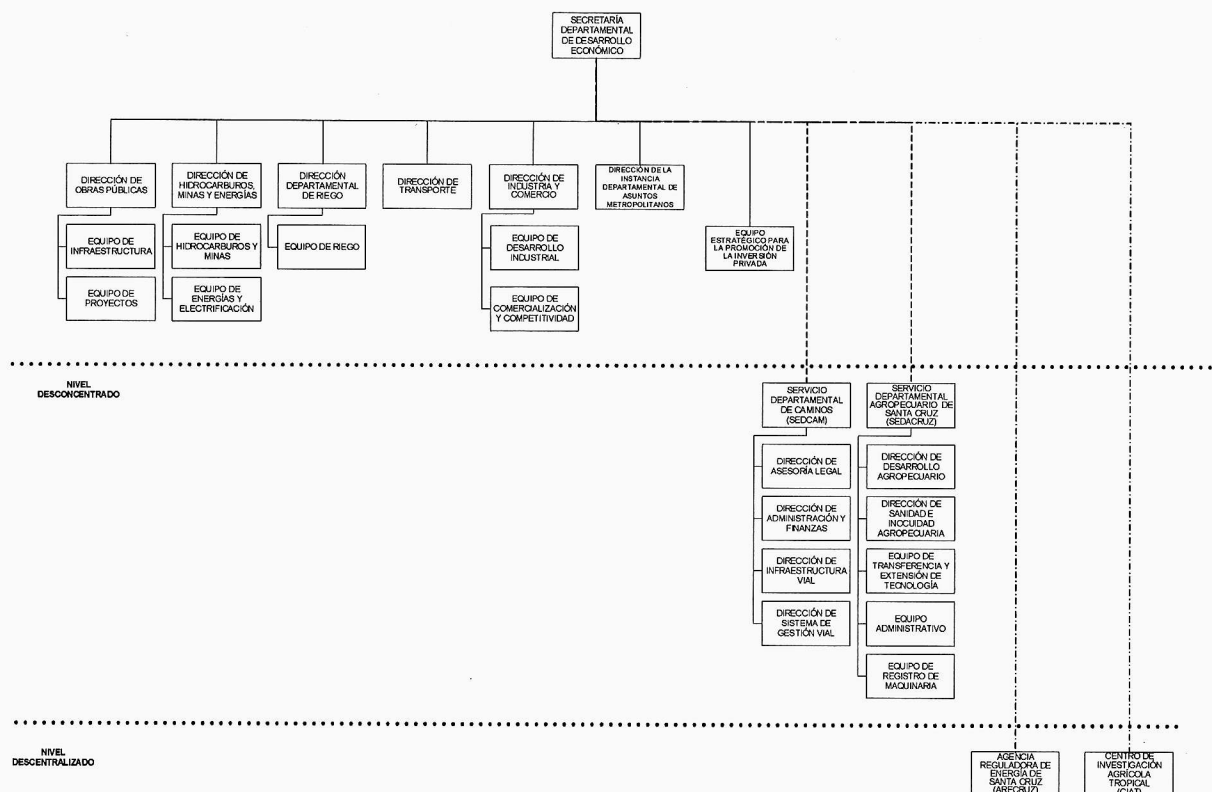 SECRETARÍA
DEPARTAMENTAL
DE DESARROLLO
ECONÓMICO
DIRECCIÓN DE
OBRAS PÚBLICAS
DIRECCIÓN DE
HIDROCARBUROS,
MINAS Y ENERGÍAS
DIRECCIÓN
DEPARTAMENTAL
DE RIEGO
DIRECCIÓN DE
TRANSPORTE
DIRECCIÓN DE
INDUSTRIA Y
COMERCIO
DIRECCIÓN DE LA
INSTANCIA
DEPARTAMENTAL DE
ASUNTOS
METROPOLITANOS
EQUIPO DE
INFRAESTRUCTURA
EQUIPO DE
HIDROCARBUROS Y
MINAS
EQUIPO DE RIEGO
EQUIPO DE
DESARROLLO
INDUSTRIAL
EQUIPO
ESTRATÉGICO PARA
LA PROMOCIÓN DE
LA INVERSIÓN
PRIVADA
EQUIPO DE
PROYECTOS
EQUIPO DE
ENERGÍAS Y
ELECTRIFICACIÓN
EQUIPO DE
COMERCIALIZACIÓN
Y COMPETITIVIDAD
NIVEL
DESCONCENTRADO
SERVICIO
DEPARTAMENTAL
DE CAMINOS
(SEDCAM)
SERVICIO
DEPARTAMENTAL
AGROPECUARIO DE
SANTA CRUZ
(SEDACRUZ)
DIRECCIÓN DE
ASESORÍA LEGAL
DIRECCIÓN DE
DESARROLLO
AGROPECUARIO
DIRECCIÓN DE
ADMINISTRACIÓN Y
FINANZAS
DIRECCIÓN DE
SANIDAD E
INOCUIDAD
AGROPECUARIA
DIRECCIÓN DE
INFRAESTRUCTURA
VIAL
EQUIPO DE
TRANSFERENCIA Y
EXTENSIÓN DE
TECNOLOGÍA
DIRECCIÓN DE
SISTEMA DE
GESTIÓN VIAL
EQUIPO
ADMINISTRATIVO
EQUIPO DE
REGISTRO DE
MAQUINARIA
NIVEL
DESCENTRALIZADO
AGENCIA
REGULADORA DE
ENERGÍA DE
SANTA CRUZ
(ARECRUZ)
CENTRO DE
INVESTIGACIÓN
AGRÍCOLA
TROPICAL
(CIAT)